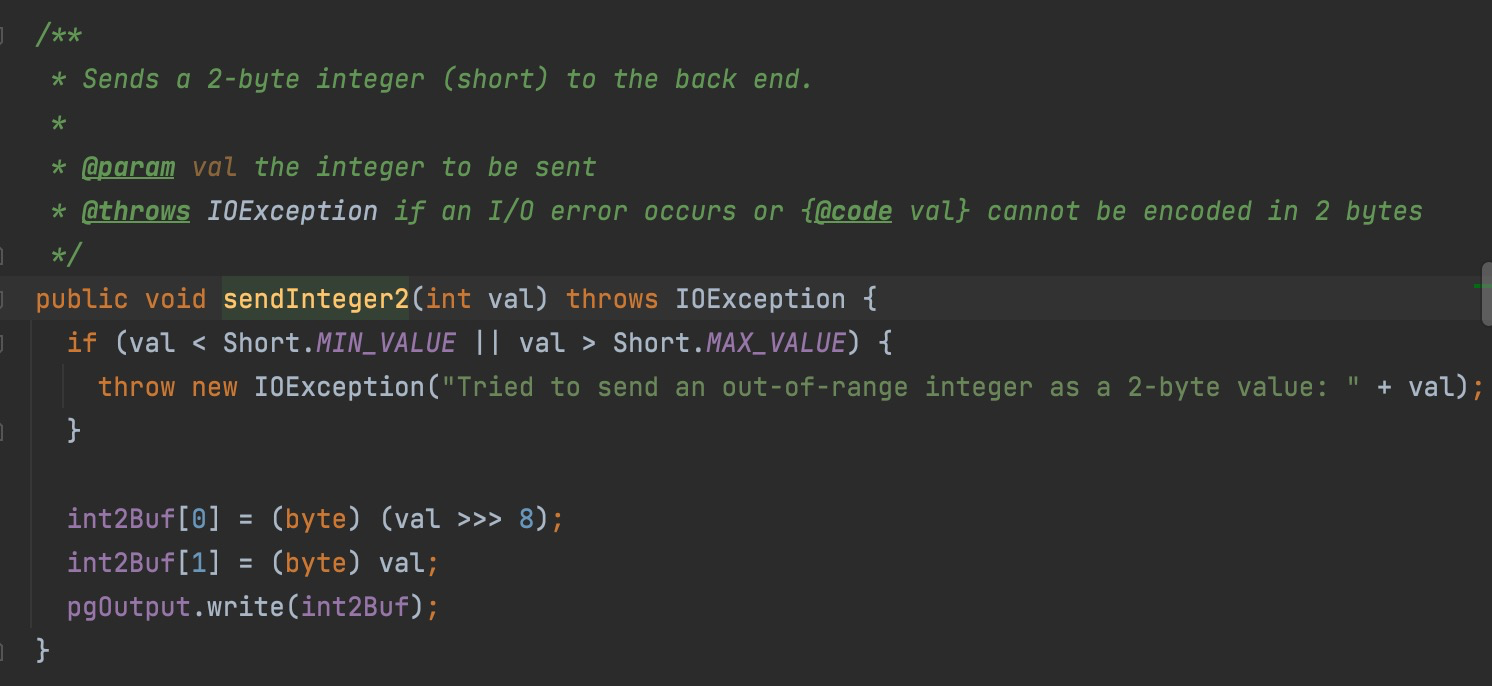 /**
 * Sends a 2-byte integer (short) to the back end.
 *
 * @param val the integer to be sent
 * @throws IOException if an I/O error occurs or {@code val} cannot be encoded in 2 bytes
 */
public void sendInteger2(int val) throws IOException {
  if (val < Short.MIN_VALUE || val > Short.MAX_VALUE) {
    throw new IOException("Tried to send an out-of-range integer as a 2-byte value: " + val);
  }

  int2Buf[0] = (byte) (val >>> 8);
  int2Buf[1] = (byte) val;
  pgOutput.write(int2Buf);
}